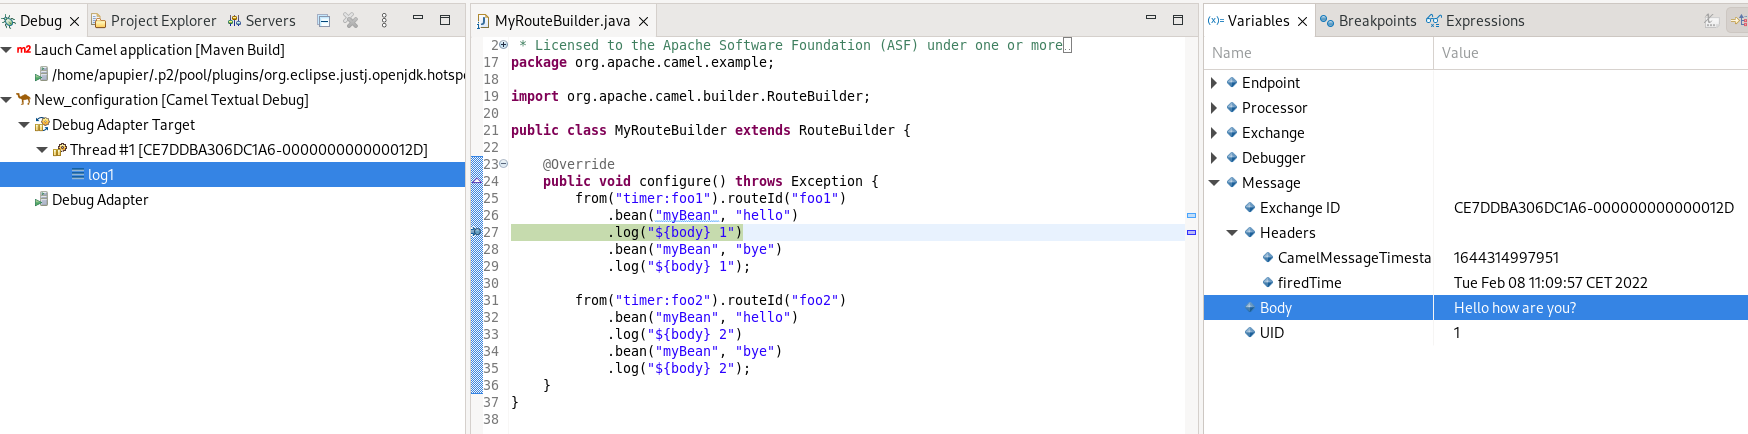 Debug Project Explorer Servers
Lauch Camel application [Maven Build]
/home/apupier/.p2/pool/plugins/org.eclipse.justj.openjdk.hotsp
New_configuration [Camel Textual Debug]
Debug Adapter Target
Thread #1 [CE7DDBA306DC1A6-000000000000012D]
log1
Debug Adapter
MyRouteBuilder.java
2 * Licensed to the Apache Software Foundation (ASF) under one or more
17 package org.apache.camel.example;
18
19 import org.apache.camel.builder.RouteBuilder;
20
21 public class MyRouteBuilder extends RouteBuilder {
22
23 @Override
24 public void configure() throws Exception {
25 from("timer:foo1").routeId("foo1")
26 .bean("myBean", "hello")
27 .log("${body} 1")
28 .bean("myBean", "bye")
29 .log("${body} 1");
30
31 from("timer:foo2").routeId("foo2")
32 .bean("myBean", "hello")
33 .log("${body} 2")
34 .bean("myBean", "bye")
35 .log("${body} 2");
36 }
37 }
38
(x)= Variables Breakpoints Expressions
Name Value
Endpoint
Processor
Exchange
Debugger
Message
Exchange ID CE7DDBA306DC1A6-000000000000012D
Headers
CamelMessageTimesta 1644314997951
firedTime Tue Feb 08 11:09:57 CET 2022
Body Hello how are you?
UID 1